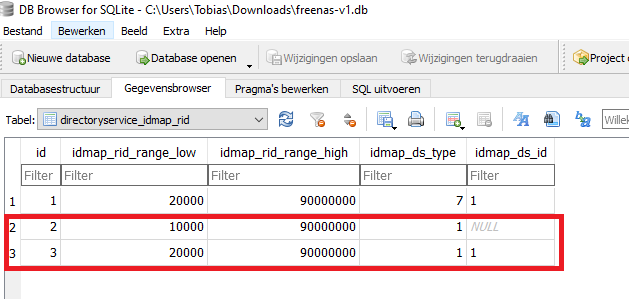 DB Browser for SQLite - C:\Users\Tobias\Downloads\freenas-v1.db
Bestand Bewerken Beeld Extra Help
Nieuwe database Database openen Wijzigingen opslaan Wijzigingen terugdraaien Project o
Databasestructuur Gegevensbrowser Pragma's bewerken SQL uitvoeren
Tabel: directoryservice_idmap_rid Willek
id idmap_rid_range_low idmap_rid_range_high idmap_ds_type idmap_ds_id
Filter Filter Filter Filter Filter
1 1 20000 90000000 7 1
2 2 10000 90000000 1 NULL
3 3 20000 90000000 1 1